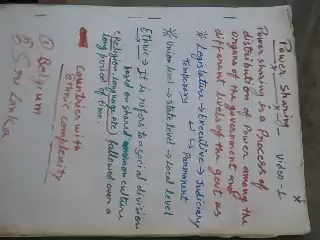 Power Sharing Video-1
Power sharing is a Process of
distribution of Power among the
organs of the government and
different levels of the govt as
※ Legislature → Executive → Judiciary
Temporary Permanent
※ Union level → state level → local level
Ethnic → It is refers to a social division
based on shared culture
(Religion, language, etc) followed over a
long period of time.
Countries with
Ethnic complexity
① Belgium
② Sri Lanka